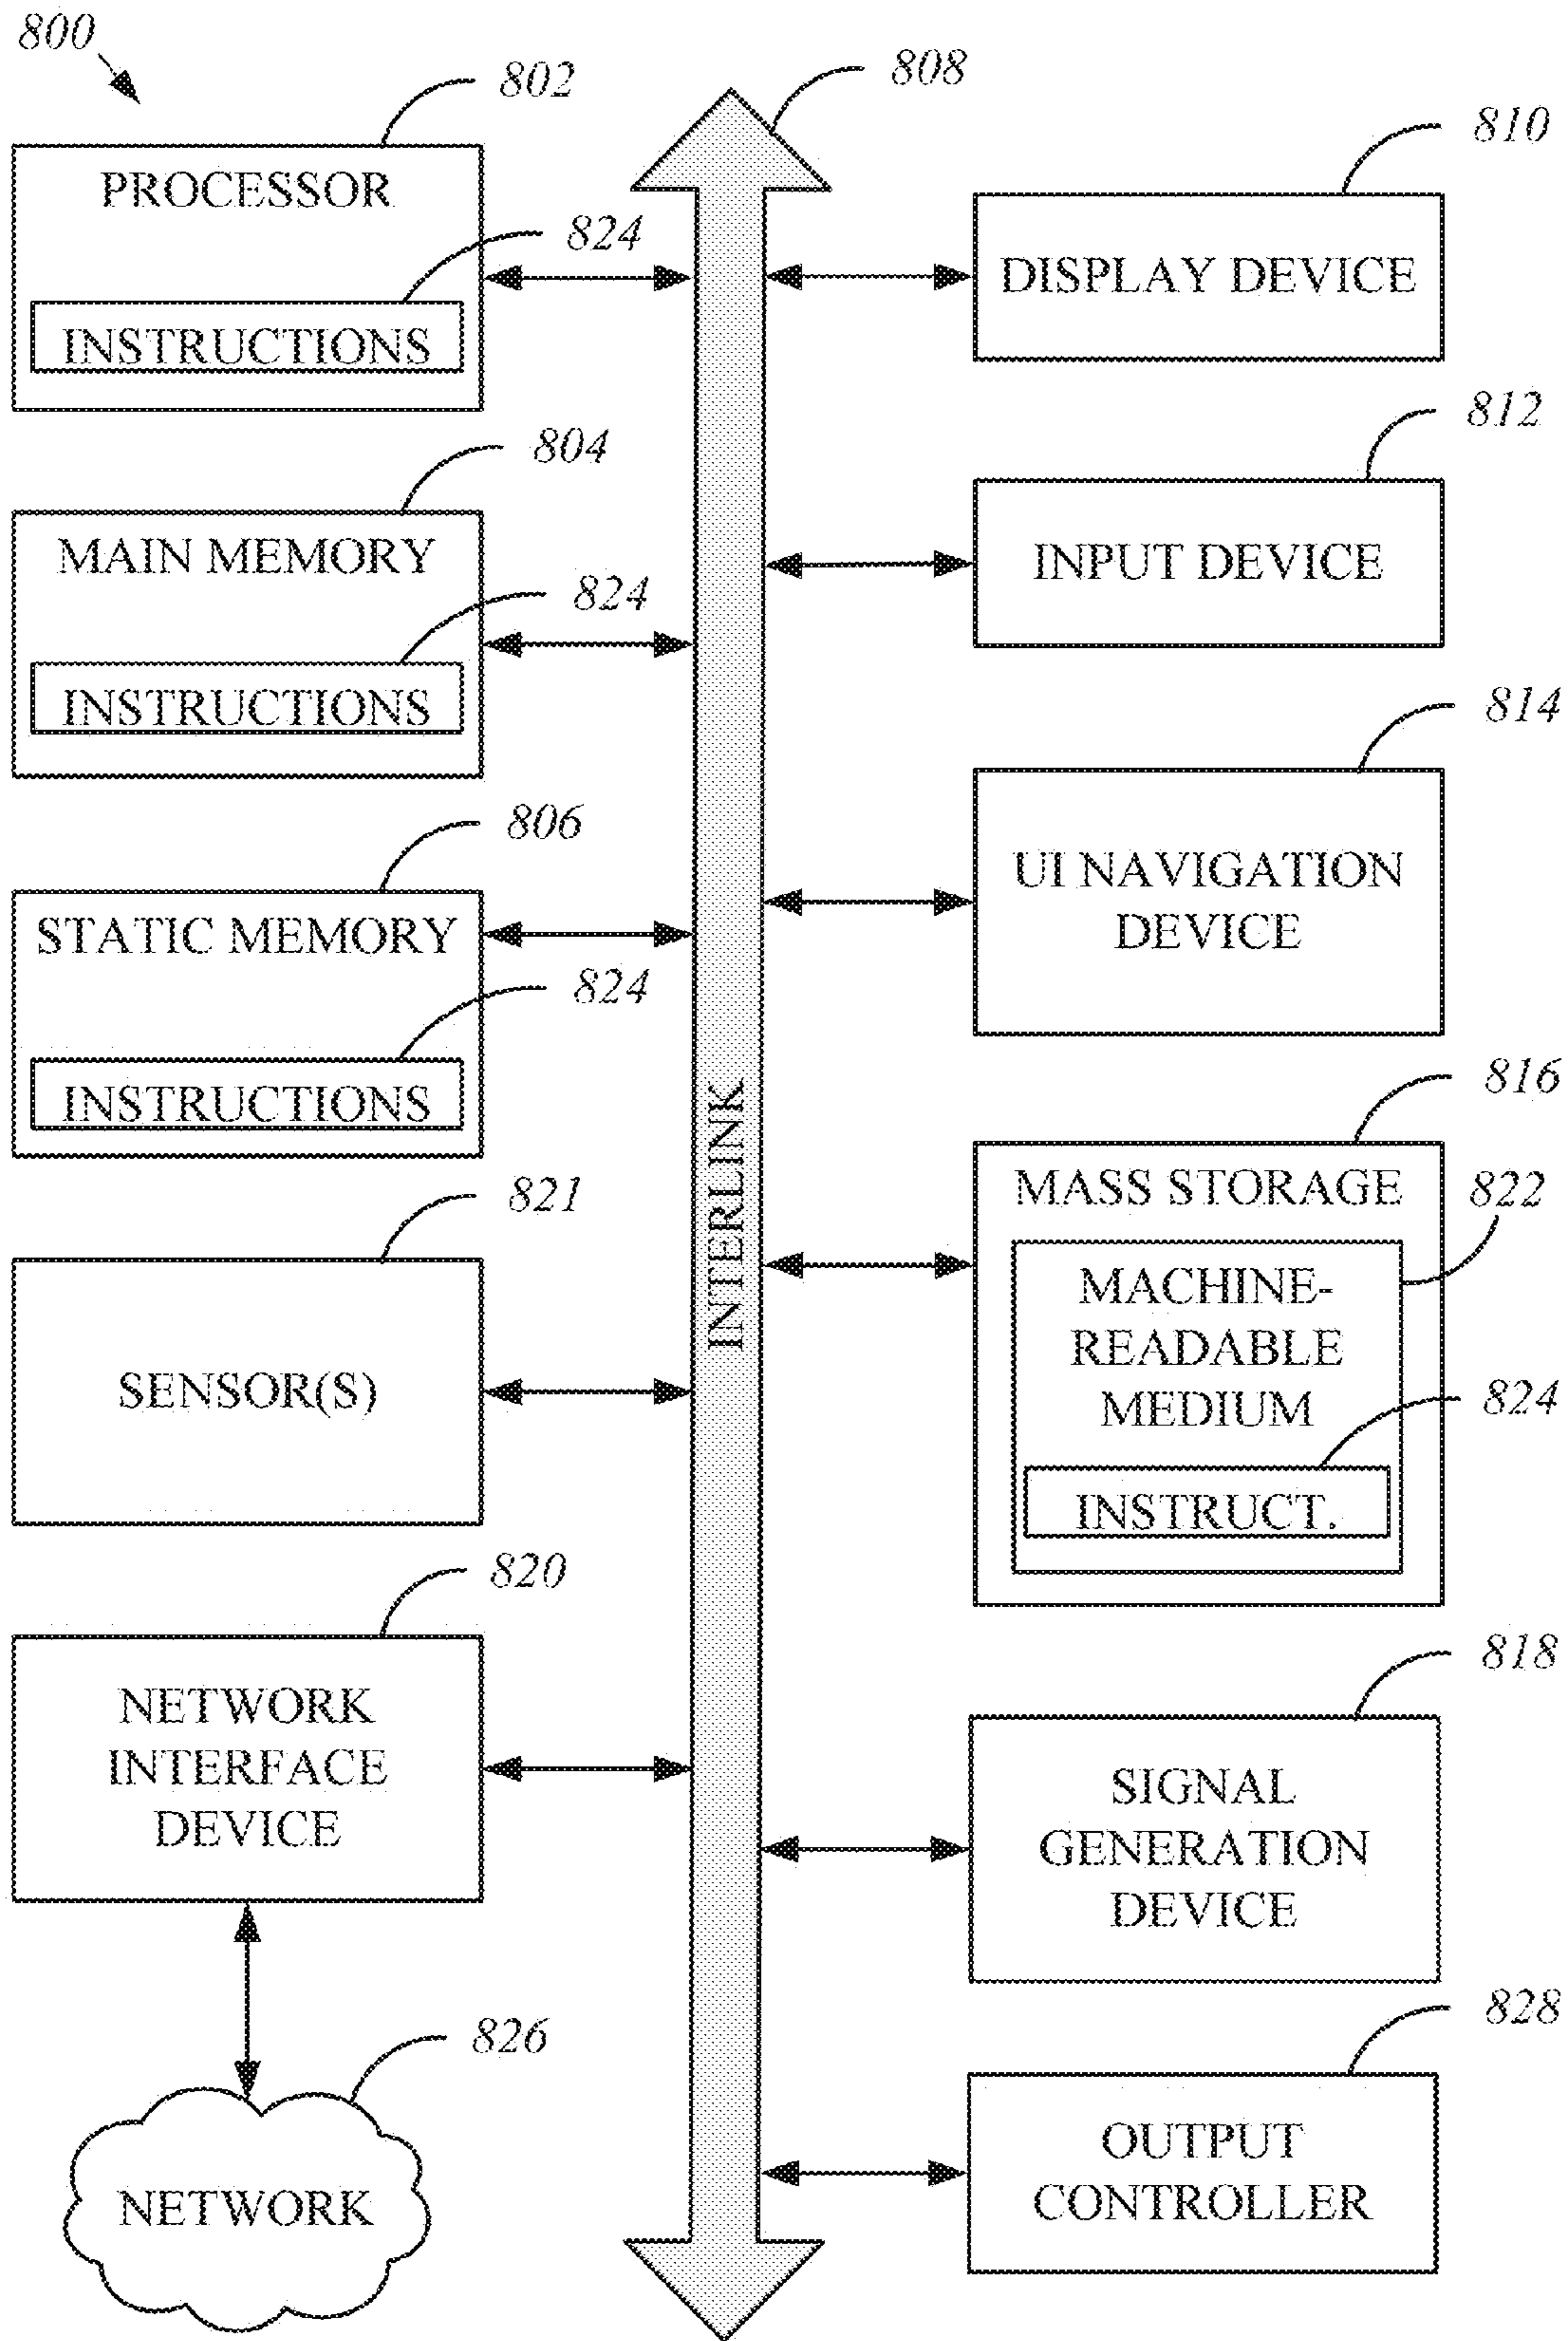 800
802
PROCESSOR
824
INSTRUCTIONS
804
MAIN MEMORY
824
INSTRUCTIONS
806
STATIC MEMORY
824
INSTRUCTIONS
821
SENSOR(S)
820
NETWORK
INTERFACE
DEVICE
826
NETWORK
808
INTERLINK
810
DISPLAY DEVICE
812
INPUT DEVICE
814
UI NAVIGATION
DEVICE
816
MASS STORAGE
822
MACHINE-
READABLE
MEDIUM
824
INSTRUCT.
818
SIGNAL
GENERATION
DEVICE
828
OUTPUT
CONTROLLER